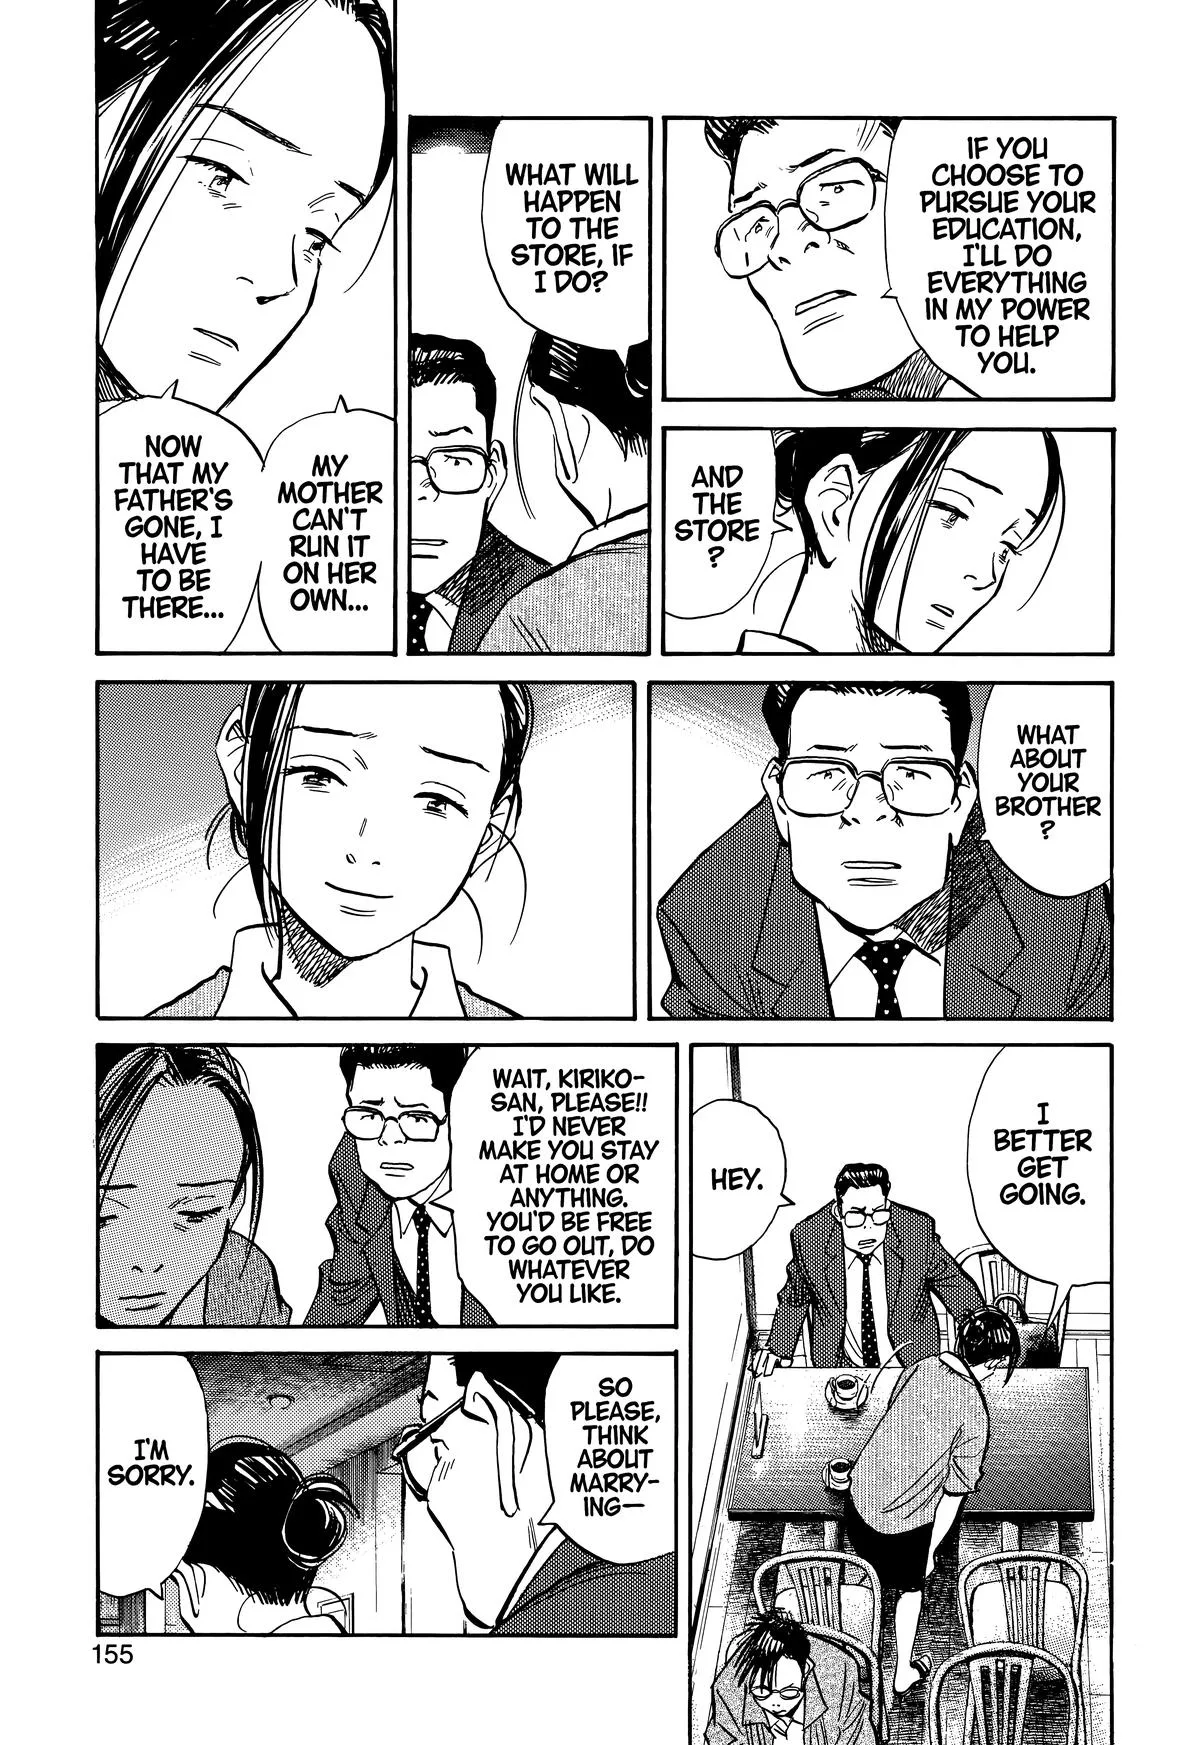 IF YOU
CHOOSE TO
PURSUE YOUR
EDUCATION,
I'LL DO
EVERYTHING
IN MY POWER
TO HELP
YOU.
AND
THE
STORE
?
WHAT WILL
HAPPEN
TO THE
STORE, IF
I DO?
MY
MOTHER
CAN'T
RUN IT
ON HER
OWN...
NOW
THAT MY
FATHER'S
GONE, I
HAVE
TO BE
THERE...
WHAT
ABOUT
YOUR
BROTHER
?
I
BETTER
GET
GOING.
HEY.
WAIT, KIRIKO-
SAN, PLEASE!!
I'D NEVER
MAKE YOU STAY
AT HOME OR
ANYTHING.
YOU'D BE FREE
TO GO OUT, DO
WHATEVER
YOU LIKE.
SO
PLEASE,
THINK
ABOUT
MARRY-
ING—
I'M
SORRY.
155